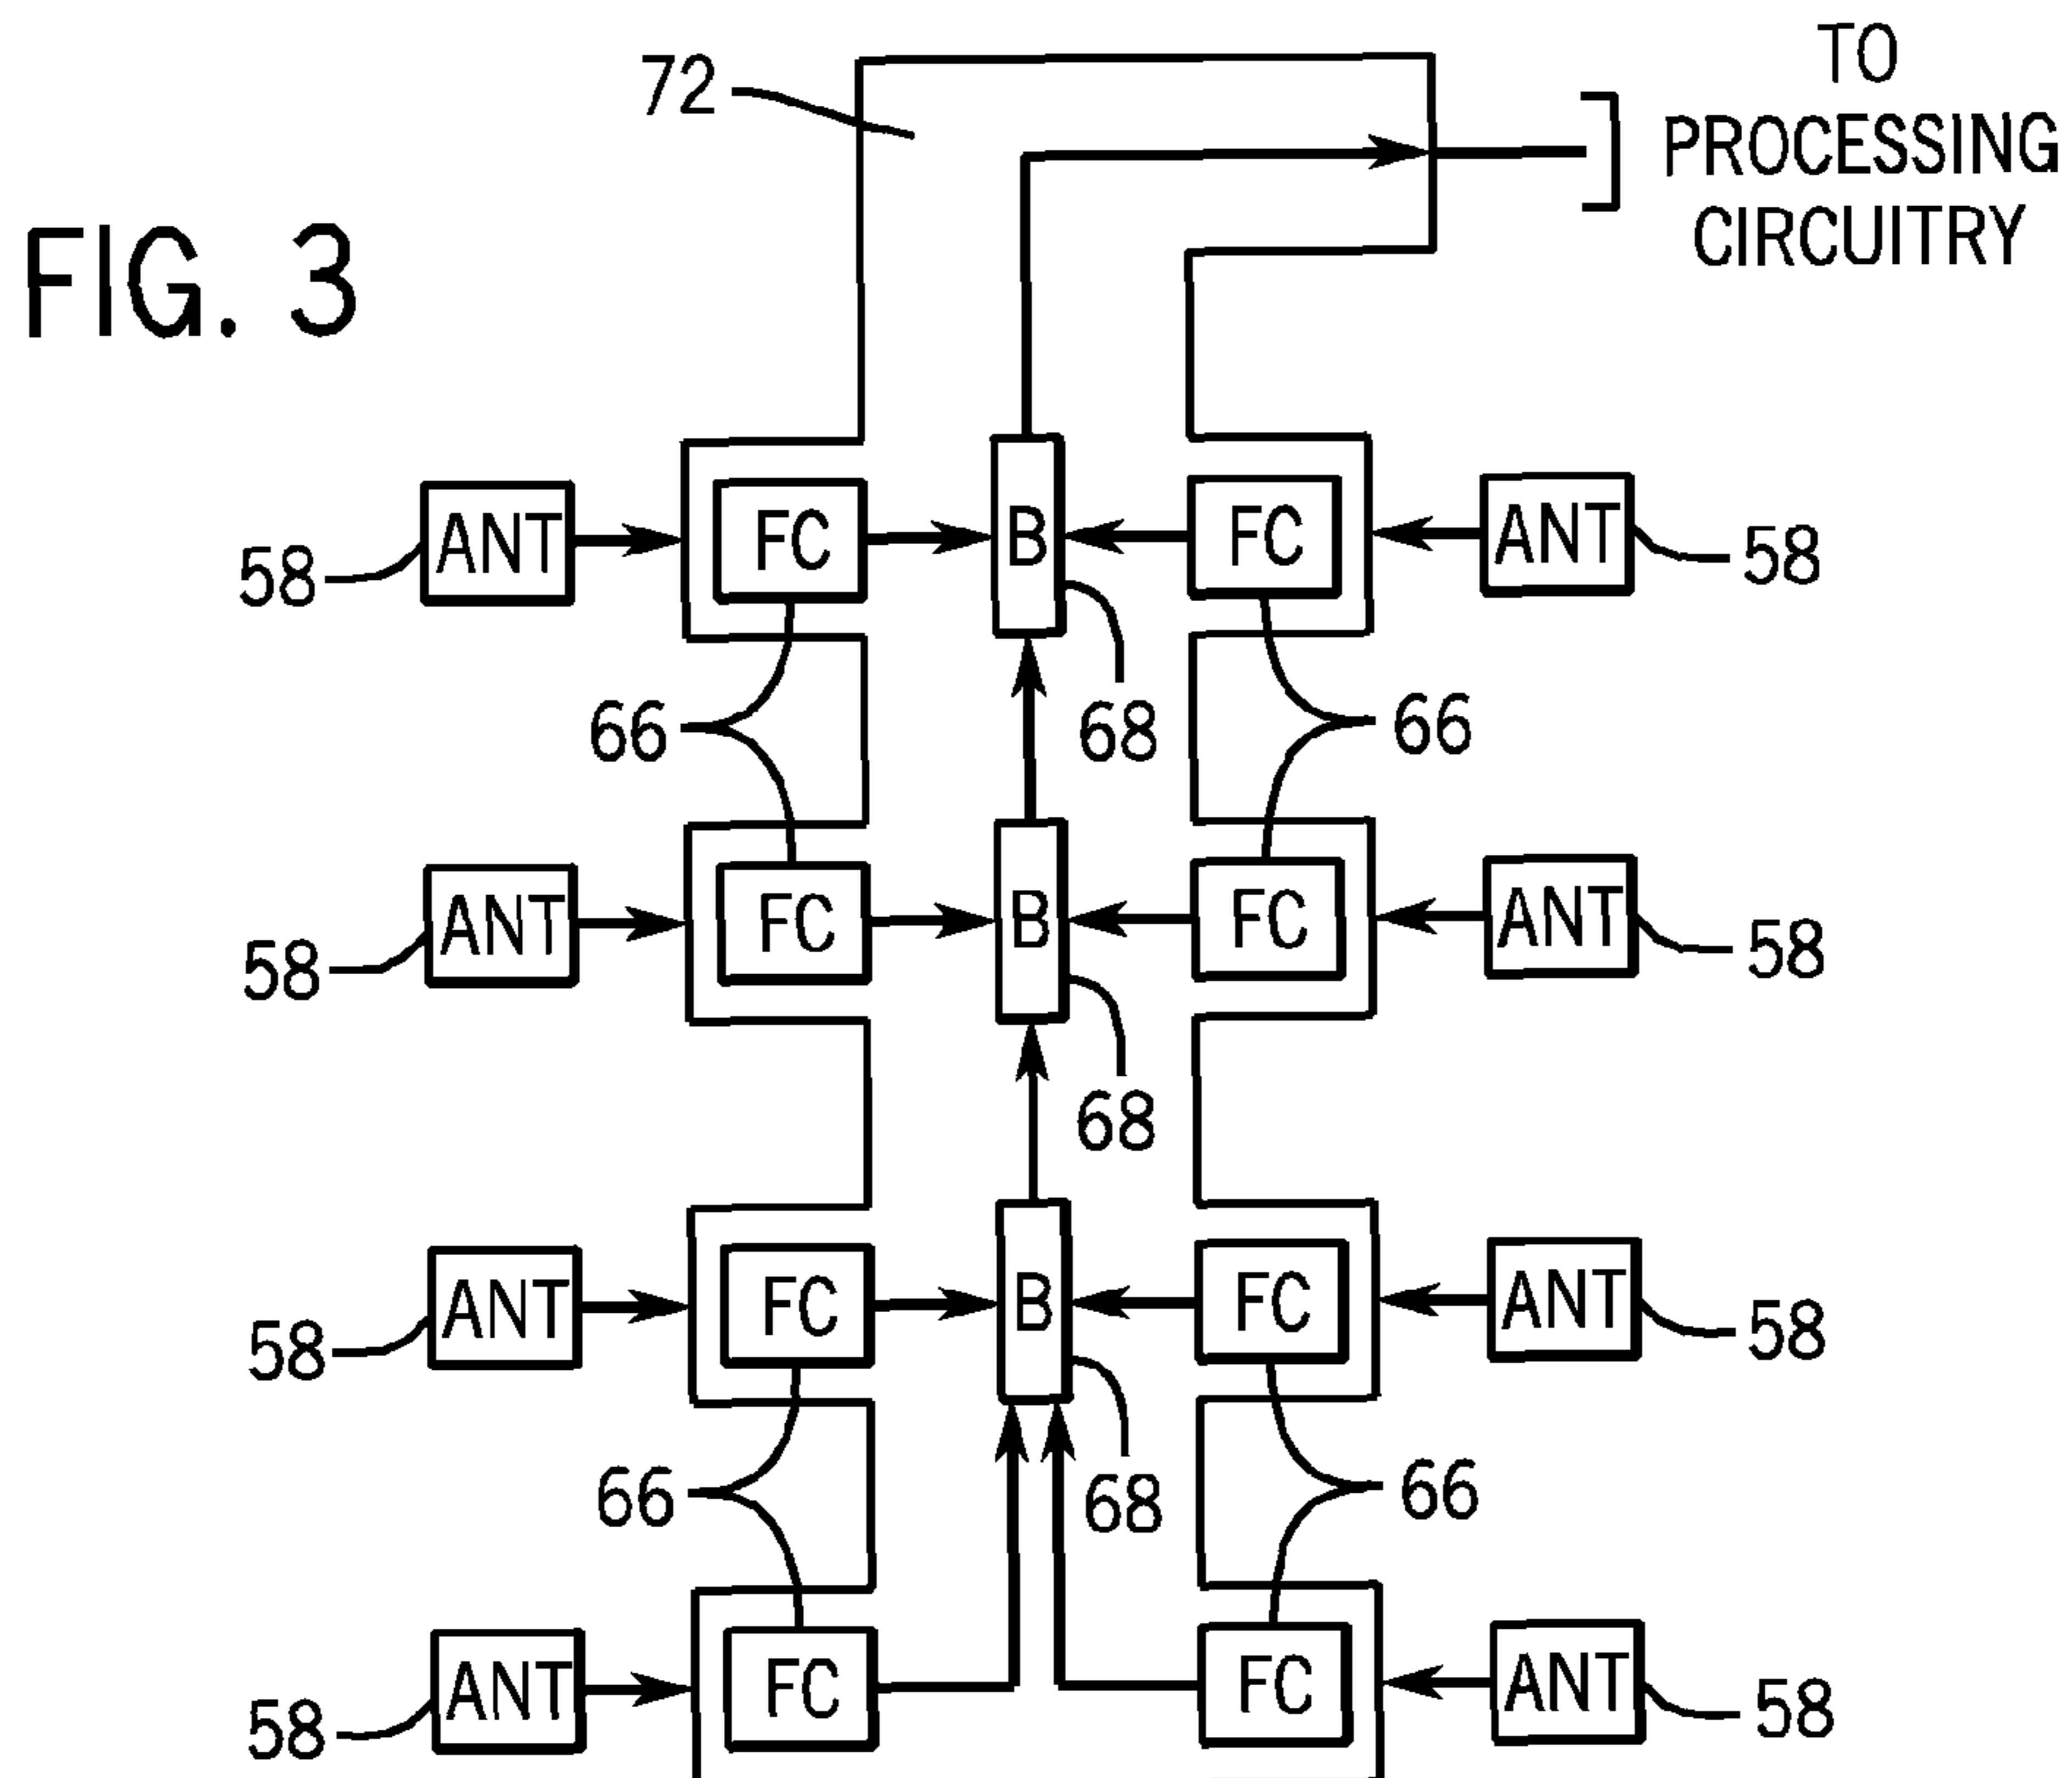 TO
72
PROCESSING
CIRCUITRY
FIG. 3
ANT FC B FC ANT
58 58
66 68 66
ANT FC B FC ANT
58 58
68
ANT FC B FC ANT
58 58
66 68 66
ANT FC FC ANT
58 58